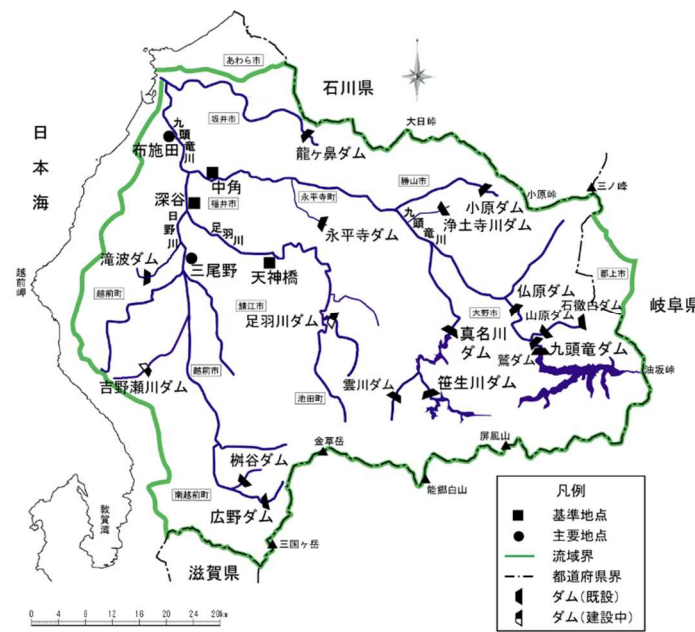 あわら市
石川県
大日峠
日本海
坂井市
九頭竜川
布施田
龍ヶ鼻ダム
中角
勝山市
小原峠
三ノ峰
深谷
福井市
永平寺町
九頭竜川
小原ダム
浄土寺川ダム
日野川
足羽川
永平寺ダム
滝波ダム
三尾野
天神橋
越前岬
越前町
鯖江市
足羽川ダム
大野市
仏原ダム
石徹白ダム
山原ダム
郡上市
岐阜県
真名川
ダム
鷲ダム
九頭竜ダム
油坂峠
吉野瀬川ダム
越前市
池田町
雲川ダム
笹生川ダム
金草岳
屏風山
能郷白山
桝谷ダム
南越前町
広野ダム
敦賀湾
三国ヶ岳
滋賀県
凡例
基準地点
主要地点
流域界
都道府県界
ダム(既設)
ダム(建設中)
0 4 8 12 16 20 24 28km